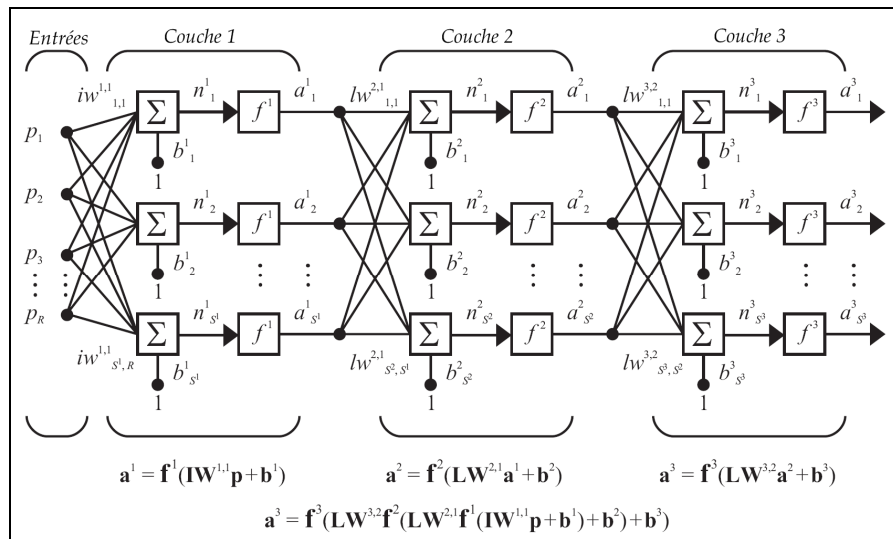 Entrées Couche 1 Couche 2 Couche 3
iw^{1,1}_{1,1} n^1_1 a^1_1 lw^{2,1}_{1,1} n^2_1 a^2_1 lw^{3,2}_{1,1} n^3_1 a^3_1
Σ f^1 Σ f^2 Σ f^3
p_1
b^1_1 b^2_1 b^3_1
1 1 1
p_2 n^1_2 a^1_2 n^2_2 a^2_2 n^3_2 a^3_2
Σ f^1 Σ f^2 Σ f^3
p_3
b^1_2 b^2_2 b^3_2
1 1 1
p_R n^1_{S^1} a^1_{S^1} n^2_{S^2} a^2_{S^2} n^3_{S^3} a^3_{S^3}
Σ f^1 Σ f^2 Σ f^3
iw^{1,1}_{S^1,R} lw^{2,1}_{S^2,S^1} lw^{3,2}_{S^3,S^2}
b^1_{S^1} b^2_{S^2} b^3_{S^3}
1 1 1
a^1 = f^1(IW^{1,1}p+b^1) a^2 = f^2(LW^{2,1}a^1+b^2) a^3 = f^3(LW^{3,2}a^2+b^3)
a^3 = f^3(LW^{3,2}f^2(LW^{2,1}f^1(IW^{1,1}p+b^1)+b^2)+b^3)